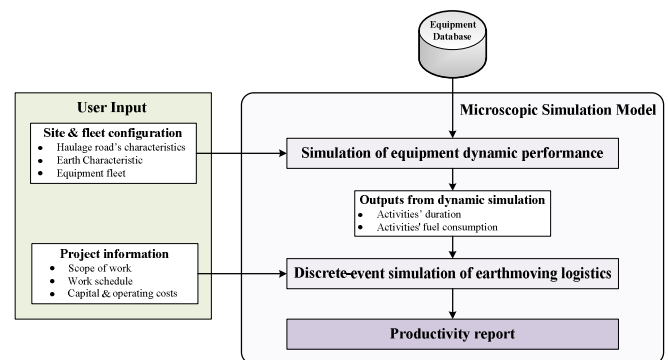 Equipment
Database
User Input
Microscopic Simulation Model
Site & fleet configuration
● Haulage road's characteristics
● Earth Characteristic
● Equipment fleet
Simulation of equipment dynamic performance
Outputs from dynamic simulation
● Activities' duration
● Activities' fuel consumption
Project information
● Scope of work
● Work schedule
● Capital & operating costs
Discrete-event simulation of earthmoving logistics
Productivity report